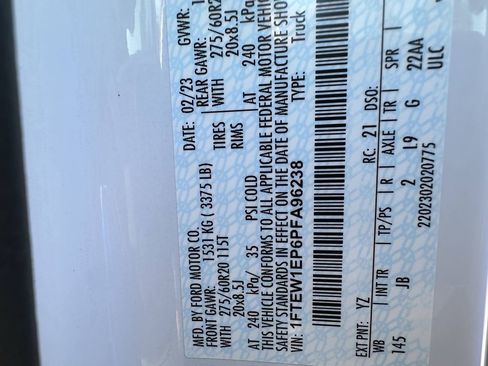 MFD. BY FORD MOTOR CO.
DATE: 02/23
GVWR:
FRONT GAWR: 1531 KG ( 3375 LB)
REAR GAWR:
WITH 275/60R20 115T
TIRES
WITH 275/60R2
20x8.5J
RIMS
20x8.5J
AT 240 kPa/ 35 PSI COLD
AT 240 kPa
THIS VEHICLE CONFORMS TO ALL APPLICABLE FEDERAL MOTOR VEHIC
SAFETY STANDARDS IN EFFECT ON THE DATE OF MANUFACTURE SHOW
VIN: 1FTEW1EP6PFA96238
TYPE: Truck
EXT PNT: YZ
RC: 21
DSO:
WB
INT TR
TP/PS
R
AXLE
TR
SPR
145
JB
2
L9
G
22AA
2202302020775
ULC